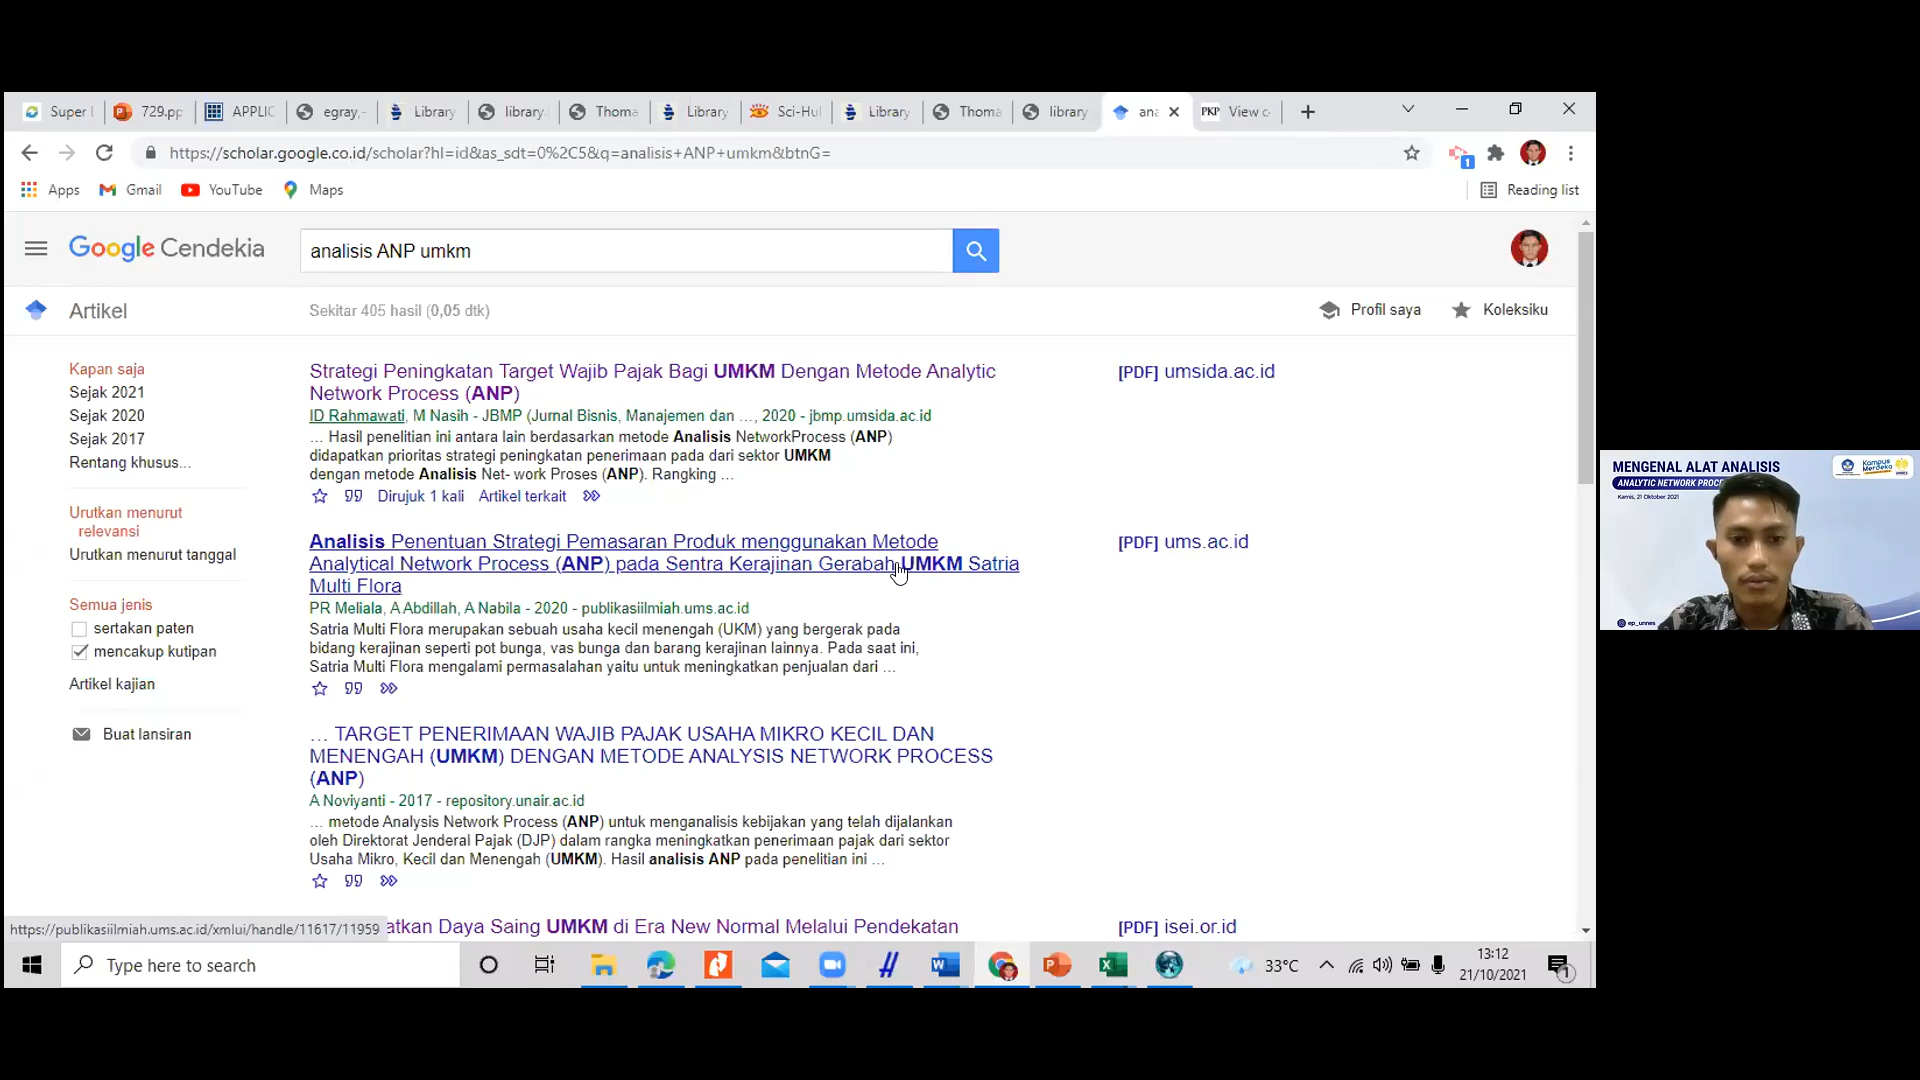 Super
729.pp
APPLIC
egray,-
Library
library.
Thoma
Library
Sci-Hul
Library
Thoma
library
ana
PKP View c
https://scholar.google.co.id/scholar?hl=id&as_sdt=0%2C5&q=analisis+ANP+umkm&btnG=
1
Apps
Gmail
YouTube
Maps
Reading list
Google Cendekia
analisis ANP umkm
Artikel
Sekitar 405 hasil (0,05 dtk)
Profil saya
Koleksiku
Kapan saja
Sejak 2021
Sejak 2020
Sejak 2017
Rentang khusus...
Urutkan menurut
relevansi
Urutkan menurut tanggal
Semua jenis
sertakan paten
mencakup kutipan
Artikel kajian
Buat lansiran
Strategi Peningkatan Target Wajib Pajak Bagi UMKM Dengan Metode Analytic
Network Process (ANP)
ID Rahmawati, M Nasih - JBMP (Jurnal Bisnis, Manajemen dan …, 2020 - jbmp.umsida.ac.id
… Hasil penelitian ini antara lain berdasarkan metode Analisis NetworkProcess (ANP)
didapatkan prioritas strategi peningkatan penerimaan pada dari sektor UMKM
dengan metode Analisis Net- work Proses (ANP). Rangking …
Dirujuk 1 kali Artikel terkait
[PDF] umsida.ac.id
Analisis Penentuan Strategi Pemasaran Produk menggunakan Metode
Analytical Network Process (ANP) pada Sentra Kerajinan Gerabah UMKM Satria
Multi Flora
PR Meliala, A Abdillah, A Nabila - 2020 - publikasiilmiah.ums.ac.id
Satria Multi Flora merupakan sebuah usaha kecil menengah (UKM) yang bergerak pada
bidang kerajinan seperti pot bunga, vas bunga dan barang kerajinan lainnya. Pada saat ini,
Satria Multi Flora mengalami permasalahan yaitu untuk meningkatkan penjualan dari …
[PDF] ums.ac.id
… TARGET PENERIMAAN WAJIB PAJAK USAHA MIKRO KECIL DAN
MENENGAH (UMKM) DENGAN METODE ANALYSIS NETWORK PROCESS
(ANP)
A Noviyanti - 2017 - repository.unair.ac.id
… metode Analysis Network Process (ANP) untuk menganalisis kebijakan yang telah dijalankan
oleh Direktorat Jenderal Pajak (DJP) dalam rangka meningkatkan penerimaan pajak dari sektor
Usaha Mikro, Kecil dan Menengah (UMKM). Hasil analisis ANP pada penelitian ini …
atkan Daya Saing UMKM di Era New Normal Melalui Pendekatan
[PDF] isei.or.id
https://publikasiilmiah.ums.ac.id/xmlui/handle/11617/11959
Type here to search
33°C
13:12
21/10/2021
1
MENGENAL ALAT ANALISIS
ANALYTIC NETWORK PROC
Kamis, 21 Oktober 2021
Kampus
Merdeka
ep_unnes